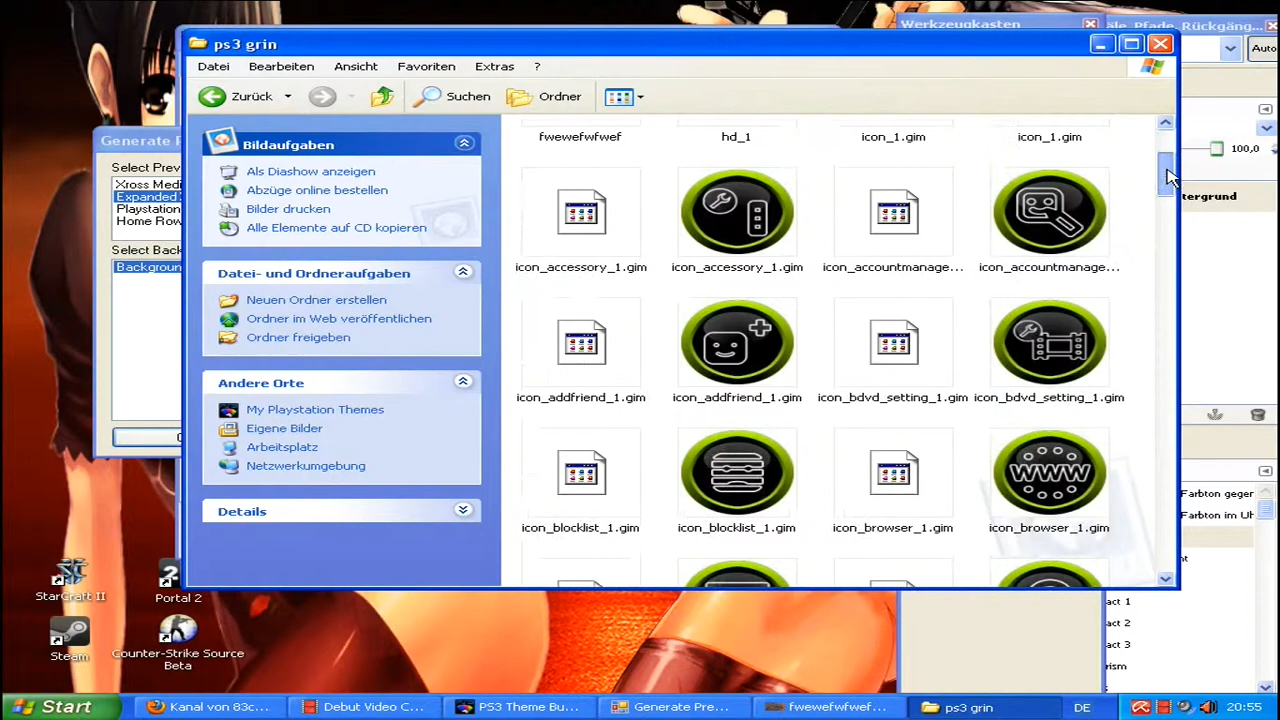 Werkzeugkasten
äle, Pfade, Rückgäng...
ps3 grin
Datei Bearbeiten Ansicht Favoriten Extras ?
Auto
Zurück Suchen Ordner
Generate P
Select Prev
Xross Medi
Expanded
Playstation
Home Row
Select Back
Backgroun
Bildaufgaben
Als Diashow anzeigen
Abzüge online bestellen
Bilder drucken
Alle Elemente auf CD kopieren
Datei- und Ordneraufgaben
Neuen Ordner erstellen
Ordner im Web veröffentlichen
Ordner freigeben
Andere Orte
My Playstation Themes
Eigene Bilder
Arbeitsplatz
Netzwerkumgebung
Details
fwewefwfwef hd_1 icon_1.gim icon_1.gim
icon_accessory_1.gim icon_accessory_1.gim icon_accountmanage... icon_accountmanage...
icon_addfriend_1.gim icon_addfriend_1.gim icon_bdvd_setting_1.gim icon_bdvd_setting_1.gim
WWW
icon_blocklist_1.gim icon_blocklist_1.gim icon_browser_1.gim icon_browser_1.gim
100,0
tergrund
Farbton geger
Farbton im Uh
nt
act 1
act 2
act 3
rism
StarCraft II
Portal 2
Steam
Counter-Strike Source
Beta
Start Kanal von 83c... Debut Video C... PS3 Theme Bu... Generate Pre... fwewefwfwef... ps3 grin DE 20:55